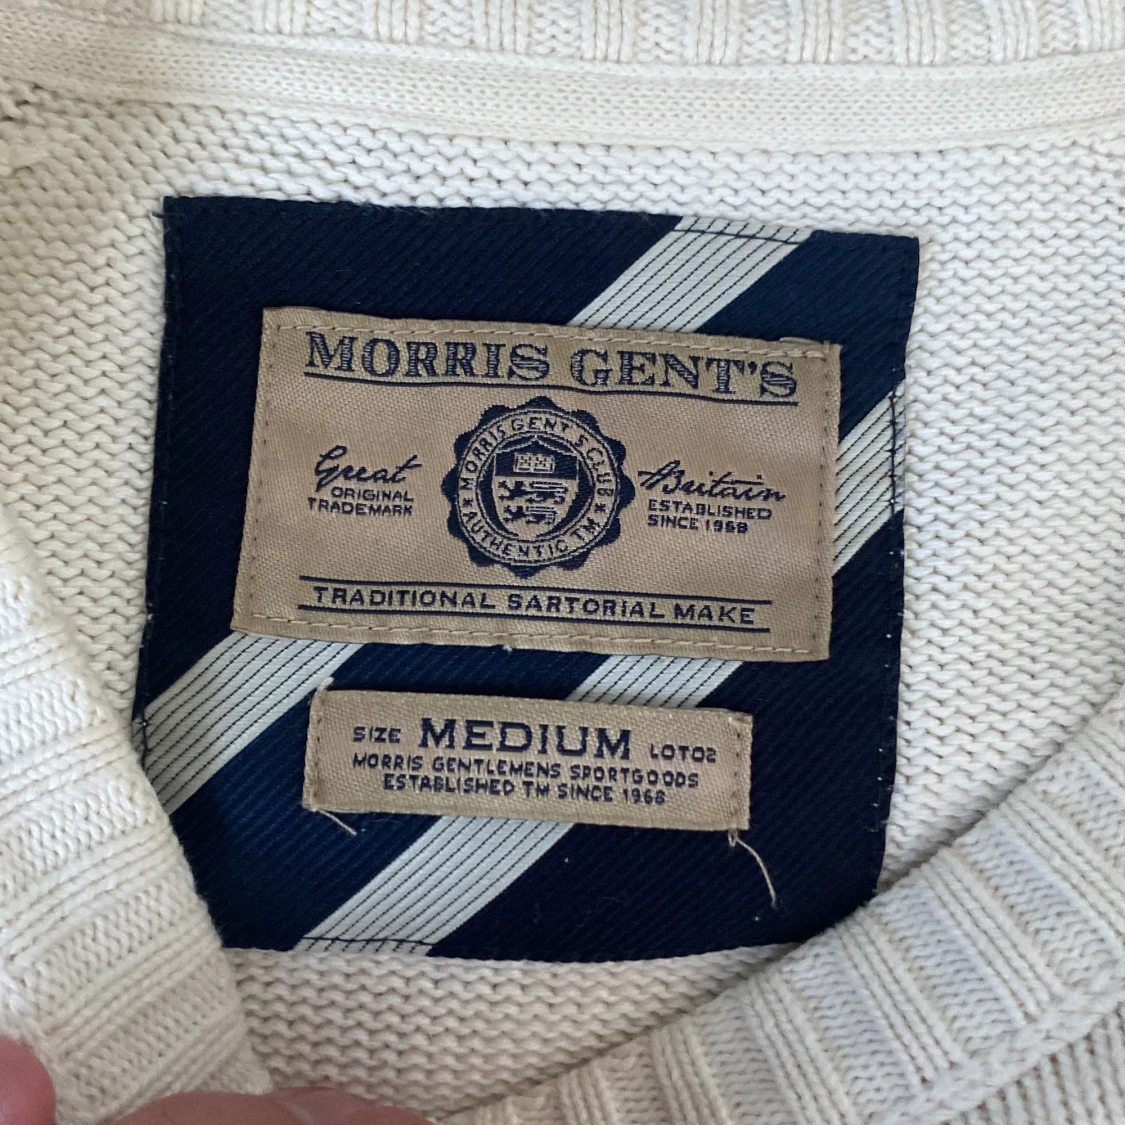 MORRIS GENT'S
MORRIS GENT'S CLUB
AUTHENTIC TM
Great
ORIGINAL
TRADEMARK
Britain
ESTABLISHED
SINCE 1968
TRADITIONAL SARTORIAL MAKE
SIZE MEDIUM LOT02
MORRIS GENTLEMENS SPORTGOODS
ESTABLISHED TM SINCE 1968